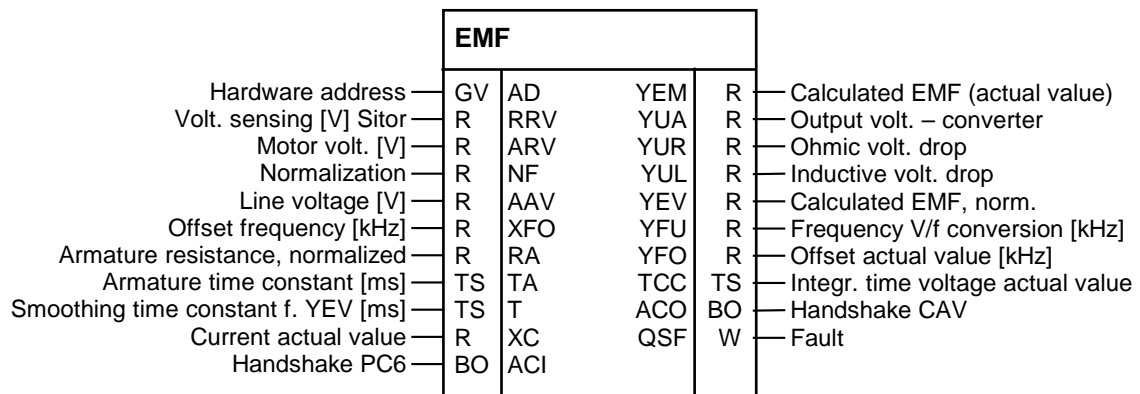 EMF
Hardware address GV AD YEM R Calculated EMF (actual value)
Volt. sensing [V] Sitor R RRV YUA R Output volt. – converter
Motor volt. [V] R ARV YUR R Ohmic volt. drop
Normalization R NF YUL R Inductive volt. drop
Line voltage [V] R AAV YEV R Calculated EMF, norm.
Offset frequency [kHz] R XFO YFU R Frequency V/f conversion [kHz]
Armature resistance, normalized R RA YFO R Offset actual value [kHz]
Armature time constant [ms] TS TA TCC TS Integr. time voltage actual value
Smoothing time constant f. YEV [ms] TS T ACO BO Handshake CAV
Current actual value R XC QSF W Fault
Handshake PC6 BO ACI